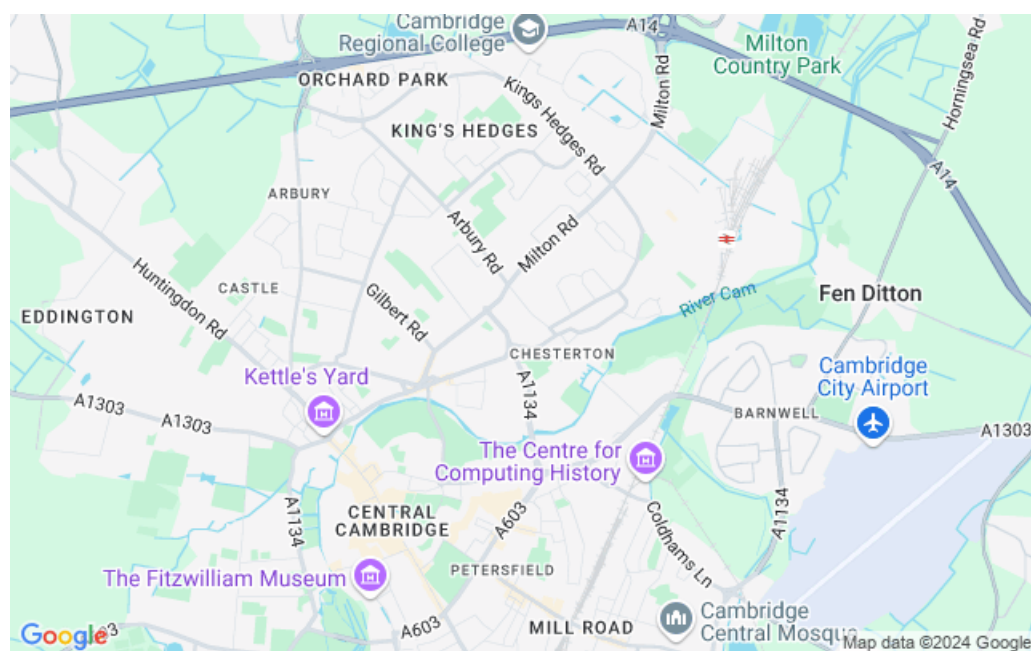 Cambridge
Regional College
A14
Milton
Country Park
Horningsea Rd
ORCHARD PARK
Kings Hedges Rd
Milton Rd
KING'S HEDGES
A14
ARBURY
Arbury Rd
Milton Rd
Huntingdon Rd
CASTLE
Gilbert Rd
River Cam
Fen Ditton
EDDINGTON
CHESTERTON
Kettle's Yard
A1134
Cambridge
City Airport
A1303
A1303
BARNWELL
A1303
The Centre for
Computing History
A1134
CENTRAL
CAMBRIDGE
A603
Coldhams Ln
A1134
The Fitzwilliam Museum
PETERSFIELD
Google
A603
MILL ROAD
Cambridge
Central Mosque
Map data ©2024 Google